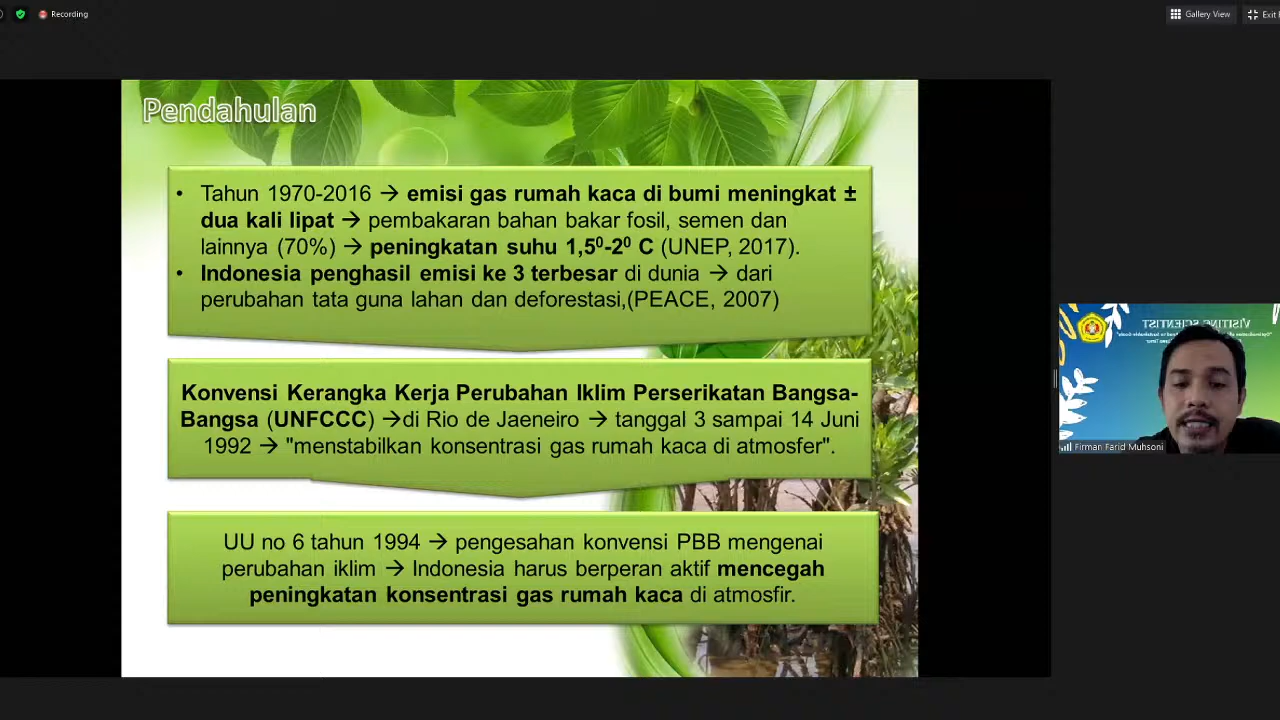 Recording
Gallery View
Exit
Pendahulan
• Tahun 1970-2016 → emisi gas rumah kaca di bumi meningkat ±
dua kali lipat → pembakaran bahan bakar fosil, semen dan
lainnya (70%) → peningkatan suhu 1,5⁰-2⁰ C (UNEP, 2017).
• Indonesia penghasil emisi ke 3 terbesar di dunia → dari
perubahan tata guna lahan dan deforestasi,(PEACE, 2007)
Konvensi Kerangka Kerja Perubahan Iklim Perserikatan Bangsa-
Bangsa (UNFCCC) →di Rio de Jaeneiro → tanggal 3 sampai 14 Juni
1992 → "menstabilkan konsentrasi gas rumah kaca di atmosfer".
UU no 6 tahun 1994 → pengesahan konvensi PBB mengenai
perubahan iklim → Indonesia harus berperan aktif mencegah
peningkatan konsentrasi gas rumah kaca di atmosfir.
VISITING SCIENTIST
Firman Farid Muhsoni